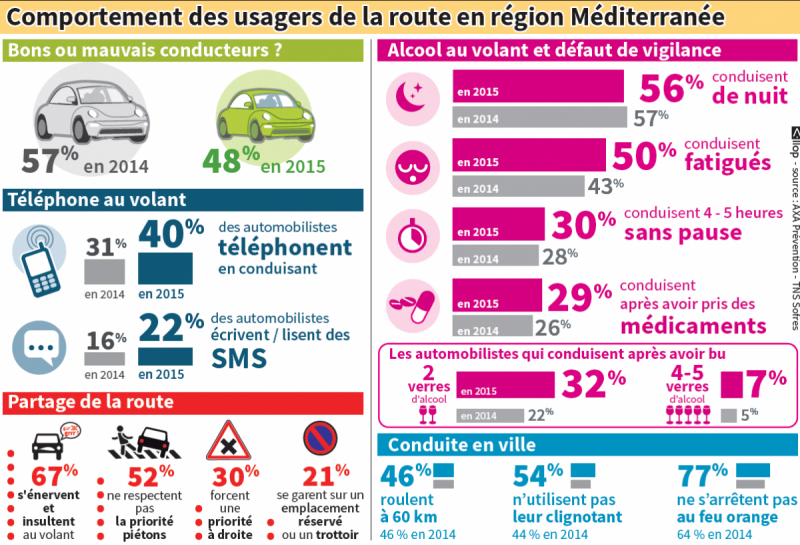 Comportement des usagers de la route en région Méditerranée
Bons ou mauvais conducteurs ?
57% en 2014
48% en 2015
Téléphone au volant
31%
en 2014
40%
en 2015
des automobilistes
téléphonent
en conduisant
16%
en 2014
22%
en 2015
des automobilistes
écrivent / lisent des
SMS
Partage de la route
67%
s'énervent
et
insultent
au volant
52%
ne respectent
pas
la priorité
piétons
30%
forcent
une
priorité
à droite
21%
se garent sur un
emplacement
réservé
ou un trottoir
Alcool au volant et défaut de vigilance
en 2015
56% conduisent
de nuit
en 2014
57%
en 2015
50% conduisent
fatigués
en 2014
43%
en 2015
30% conduisent 4 - 5 heures
sans pause
en 2014
28%
en 2015
29% conduisent
après avoir pris des
médicaments
en 2014
26%
Les automobilistes qui conduisent après avoir bu
2
verres
d'alcool
en 2015
32%
en 2014
22%
4-5
verres
d'alcool
7%
5%
Conduite en ville
46%
roulent
à 60 km
46 % en 2014
54%
n'utilisent pas
leur clignotant
44 % en 2014
77%
ne s'arrêtent pas
au feu orange
64 % en 2014
Allop - source : AXA Prévention - TNS Sofres